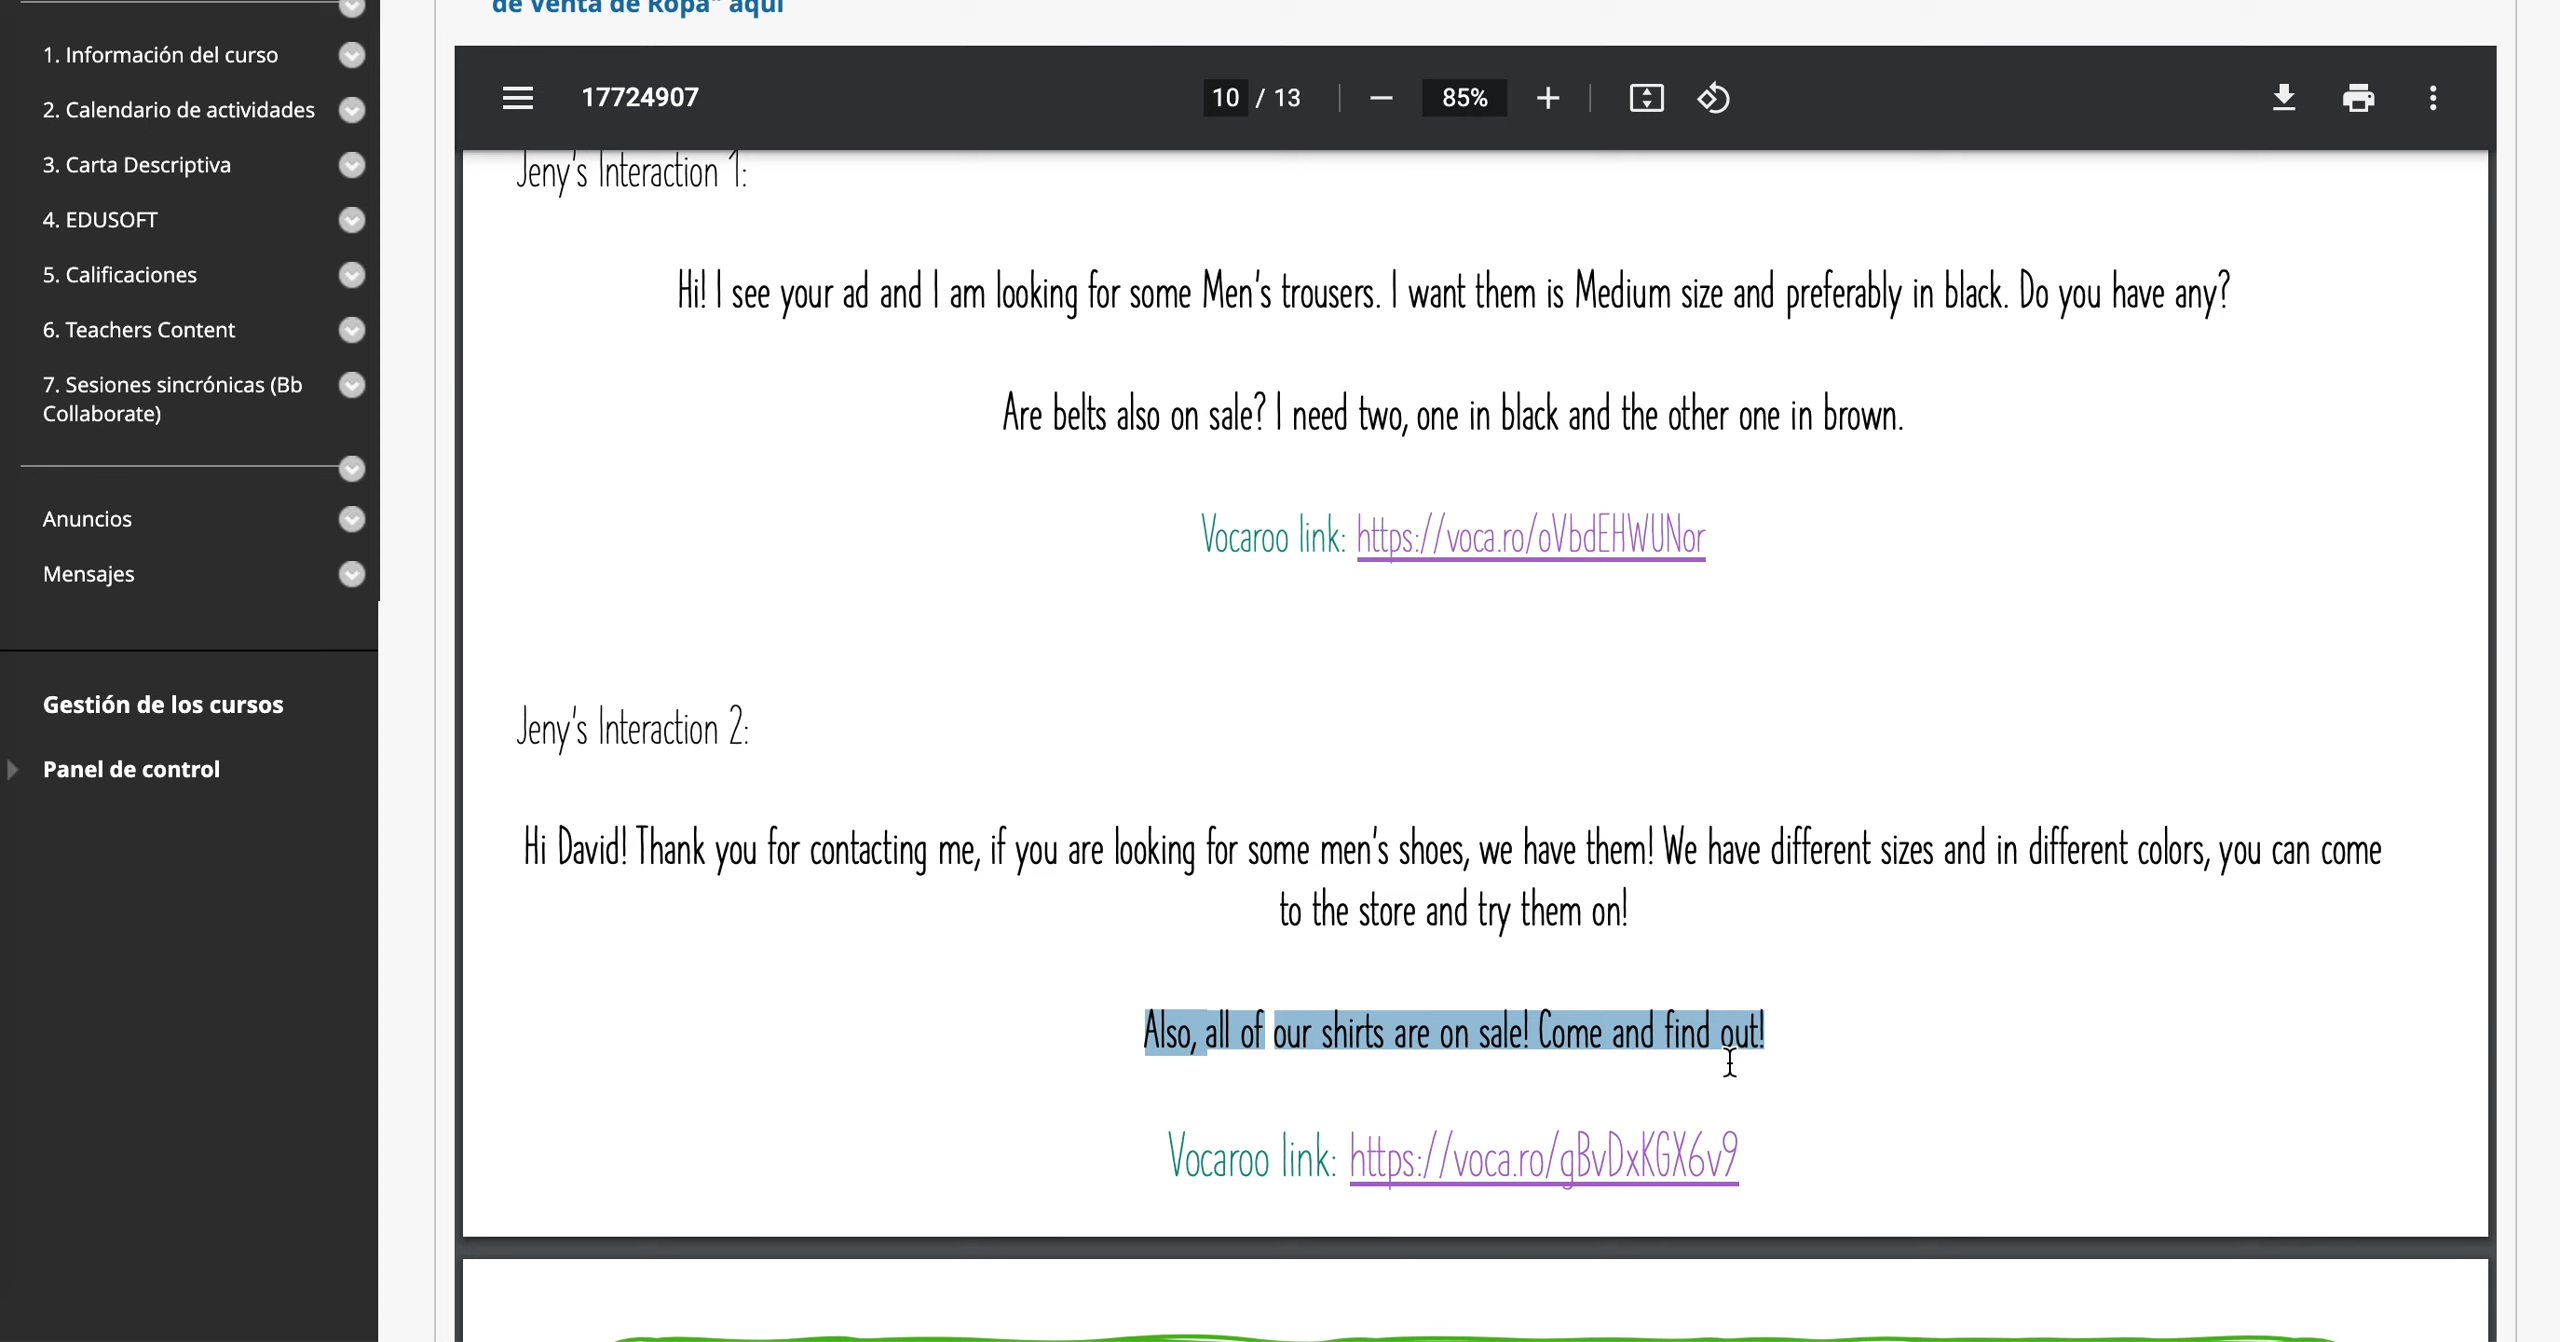 de Venta de Ropa" aquí
1. Información del curso
2. Calendario de actividades
3. Carta Descriptiva
4. EDUSOFT
5. Calificaciones
6. Teachers Content
7. Sesiones sincrónicas (Bb
Collaborate)
Anuncios
Mensajes
Gestión de los cursos
Panel de control
17724907
10 / 13
85%
Jeny's Interaction 1:
Hi! I see your ad and I am looking for some Men's trousers. I want them is Medium size and preferably in black. Do you have any?
Are belts also on sale? I need two, one in black and the other one in brown.
Vocaroo link: https://voca.ro/oVbdEHWUNor
Jeny's Interaction 2:
Hi David! Thank you for contacting me, if you are looking for some men's shoes, we have them! We have different sizes and in different colors, you can come
to the store and try them on!
Also, all of our shirts are on sale! Come and find out!
Vocaroo link: https://voca.ro/gBvDxKGX6v9